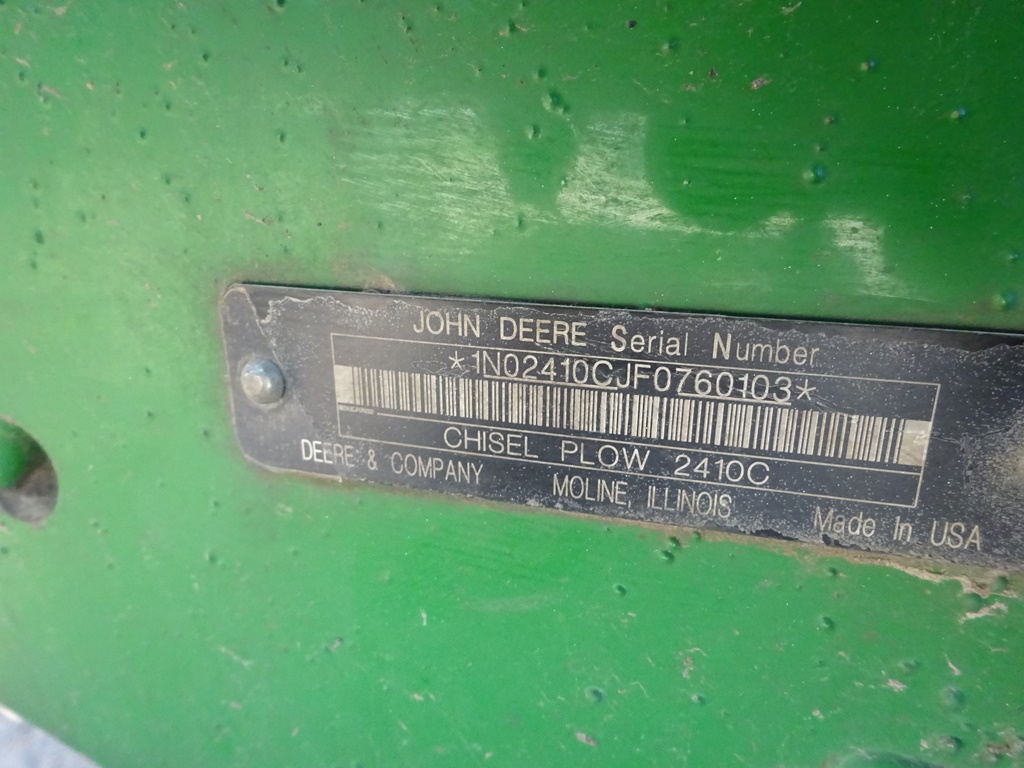 JOHN DEERE Serial Number
*1N02410CJF0760103*
CHISEL PLOW 2410C
DEERE & COMPANY MOLINE, ILLINOIS Made In USA